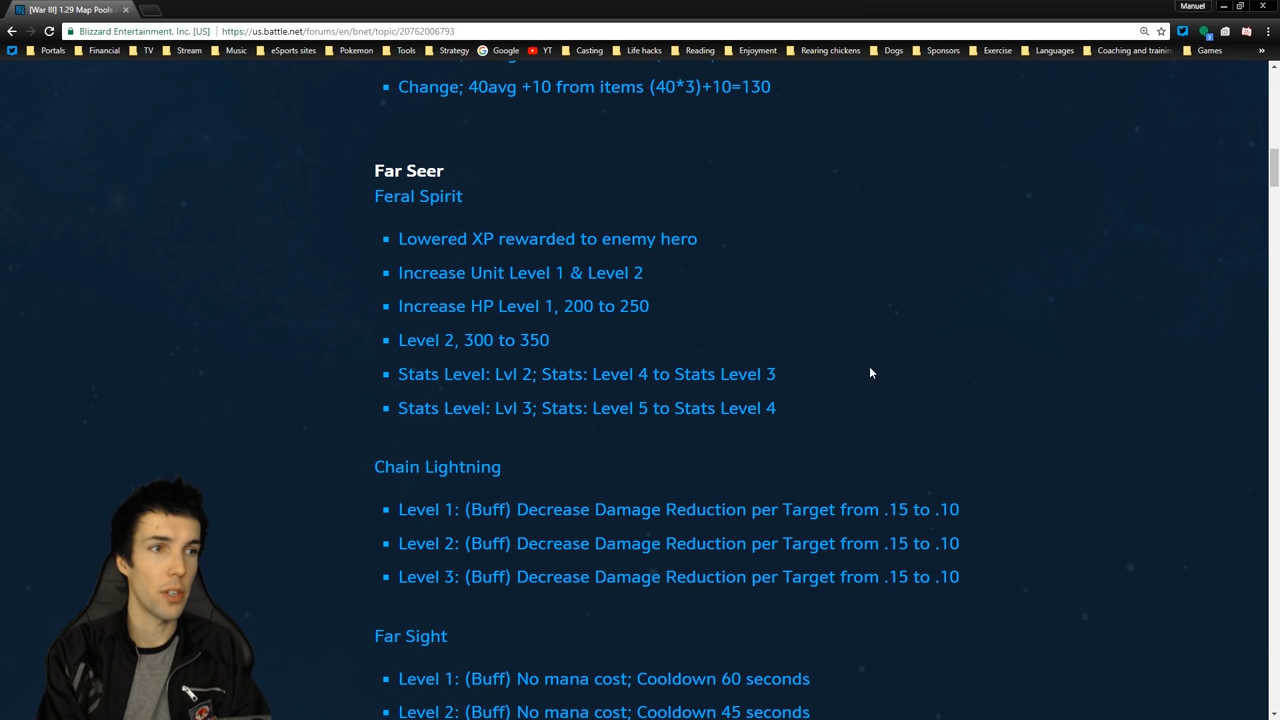 [War III] 1.29 Map Pools
Manuel
Blizzard Entertainment, Inc. [US]
https://us.battle.net/forums/en/bnet/topic/20762006793
Portals Financial TV Stream Music eSports sites Pokemon Tools Strategy Google YT Casting Life hacks Reading Enjoyment Rearing chickens Dogs Sponsors Exercise Languages Coaching and trainin Games
Change; 40avg +10 from items (40*3)+10=130
Far Seer
Feral Spirit
Lowered XP rewarded to enemy hero
Increase Unit Level 1 & Level 2
Increase HP Level 1, 200 to 250
Level 2, 300 to 350
Stats Level: Lvl 2; Stats: Level 4 to Stats Level 3
Stats Level: Lvl 3; Stats: Level 5 to Stats Level 4
Chain Lightning
Level 1: (Buff) Decrease Damage Reduction per Target from .15 to .10
Level 2: (Buff) Decrease Damage Reduction per Target from .15 to .10
Level 3: (Buff) Decrease Damage Reduction per Target from .15 to .10
Far Sight
Level 1: (Buff) No mana cost; Cooldown 60 seconds
Level 2: (Buff) No mana cost; Cooldown 45 seconds